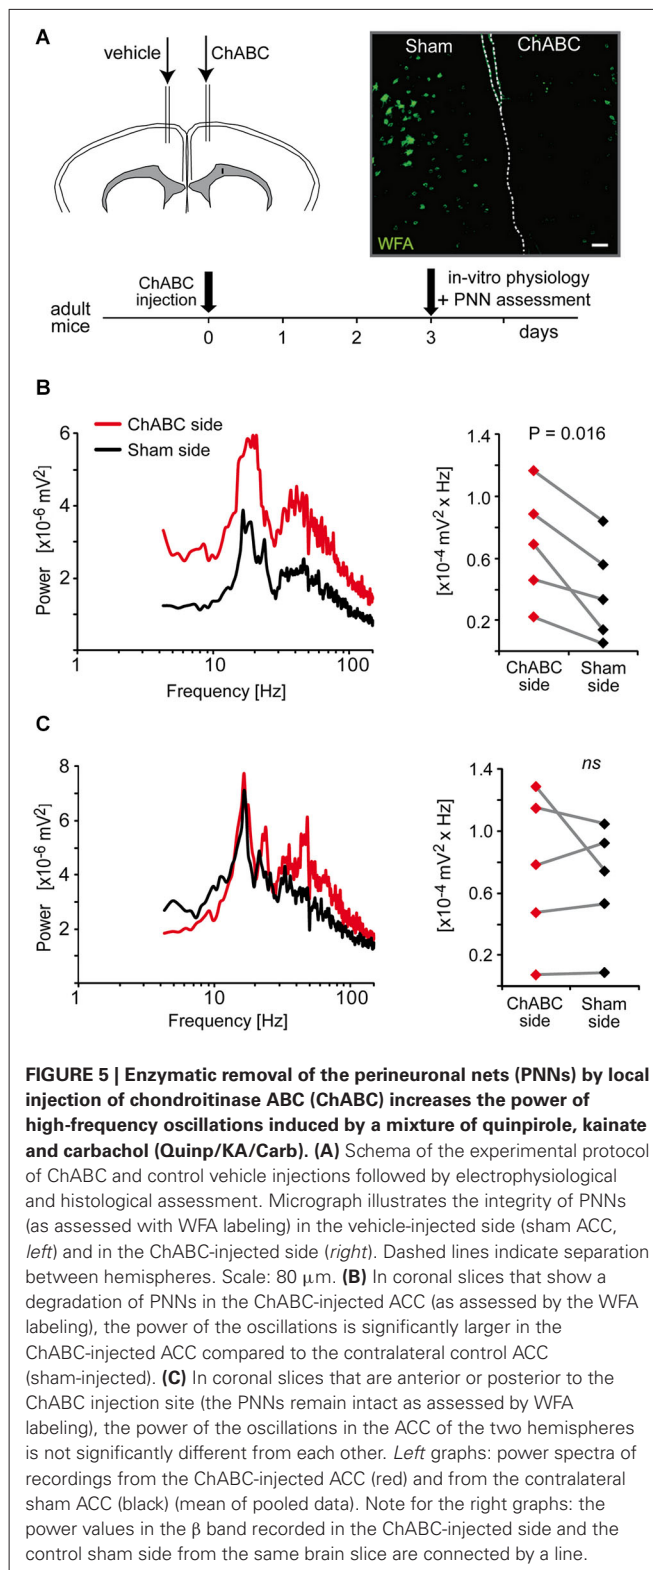 A
vehicle
ChABC
Sham
ChABC
WFA
ChABC
injection
in-vitro physiology
+ PNN assessment
adult
mice
0
1
2
3
days
B
ChABC side
Sham side
Power [x10-6 mV2]
6
4
2
1
10
100
Frequency [Hz]
P = 0.016
[x10-4 mV2 x Hz]
1.4
1.0
0.6
0.2
ChABC
side
Sham
side
C
Power [x10-6 mV2]
8
6
4
2
1
10
100
Frequency [Hz]
ns
[x10-4 mV2 x Hz]
1.4
1.0
0.6
0.2
ChABC
side
Sham
side
FIGURE 5 | Enzymatic removal of the perineuronal nets (PNNs) by local
injection of chondroitinase ABC (ChABC) increases the power of
high-frequency oscillations induced by a mixture of quinpirole, kainate
and carbachol (Quinp/KA/Carb). (A) Schema of the experimental protocol
of ChABC and control vehicle injections followed by electrophysiological
and histological assessment. Micrograph illustrates the integrity of PNNs
(as assessed with WFA labeling) in the vehicle-injected side (sham ACC,
left) and in the ChABC-injected side (right). Dashed lines indicate separation
between hemispheres. Scale: 80 μm. (B) In coronal slices that show a
degradation of PNNs in the ChABC-injected ACC (as assessed by the WFA
labeling), the power of the oscillations is significantly larger in the
ChABC-injected ACC compared to the contralateral control ACC
(sham-injected). (C) In coronal slices that are anterior or posterior to the
ChABC injection site (the PNNs remain intact as assessed by WFA
labeling), the power of the oscillations in the ACC of the two hemispheres
is not significantly different from each other. Left graphs: power spectra of
recordings from the ChABC-injected ACC (red) and from the contralateral
sham ACC (black) (mean of pooled data). Note for the right graphs: the
power values in the β band recorded in the ChABC-injected side and the
control sham side from the same brain slice are connected by a line.